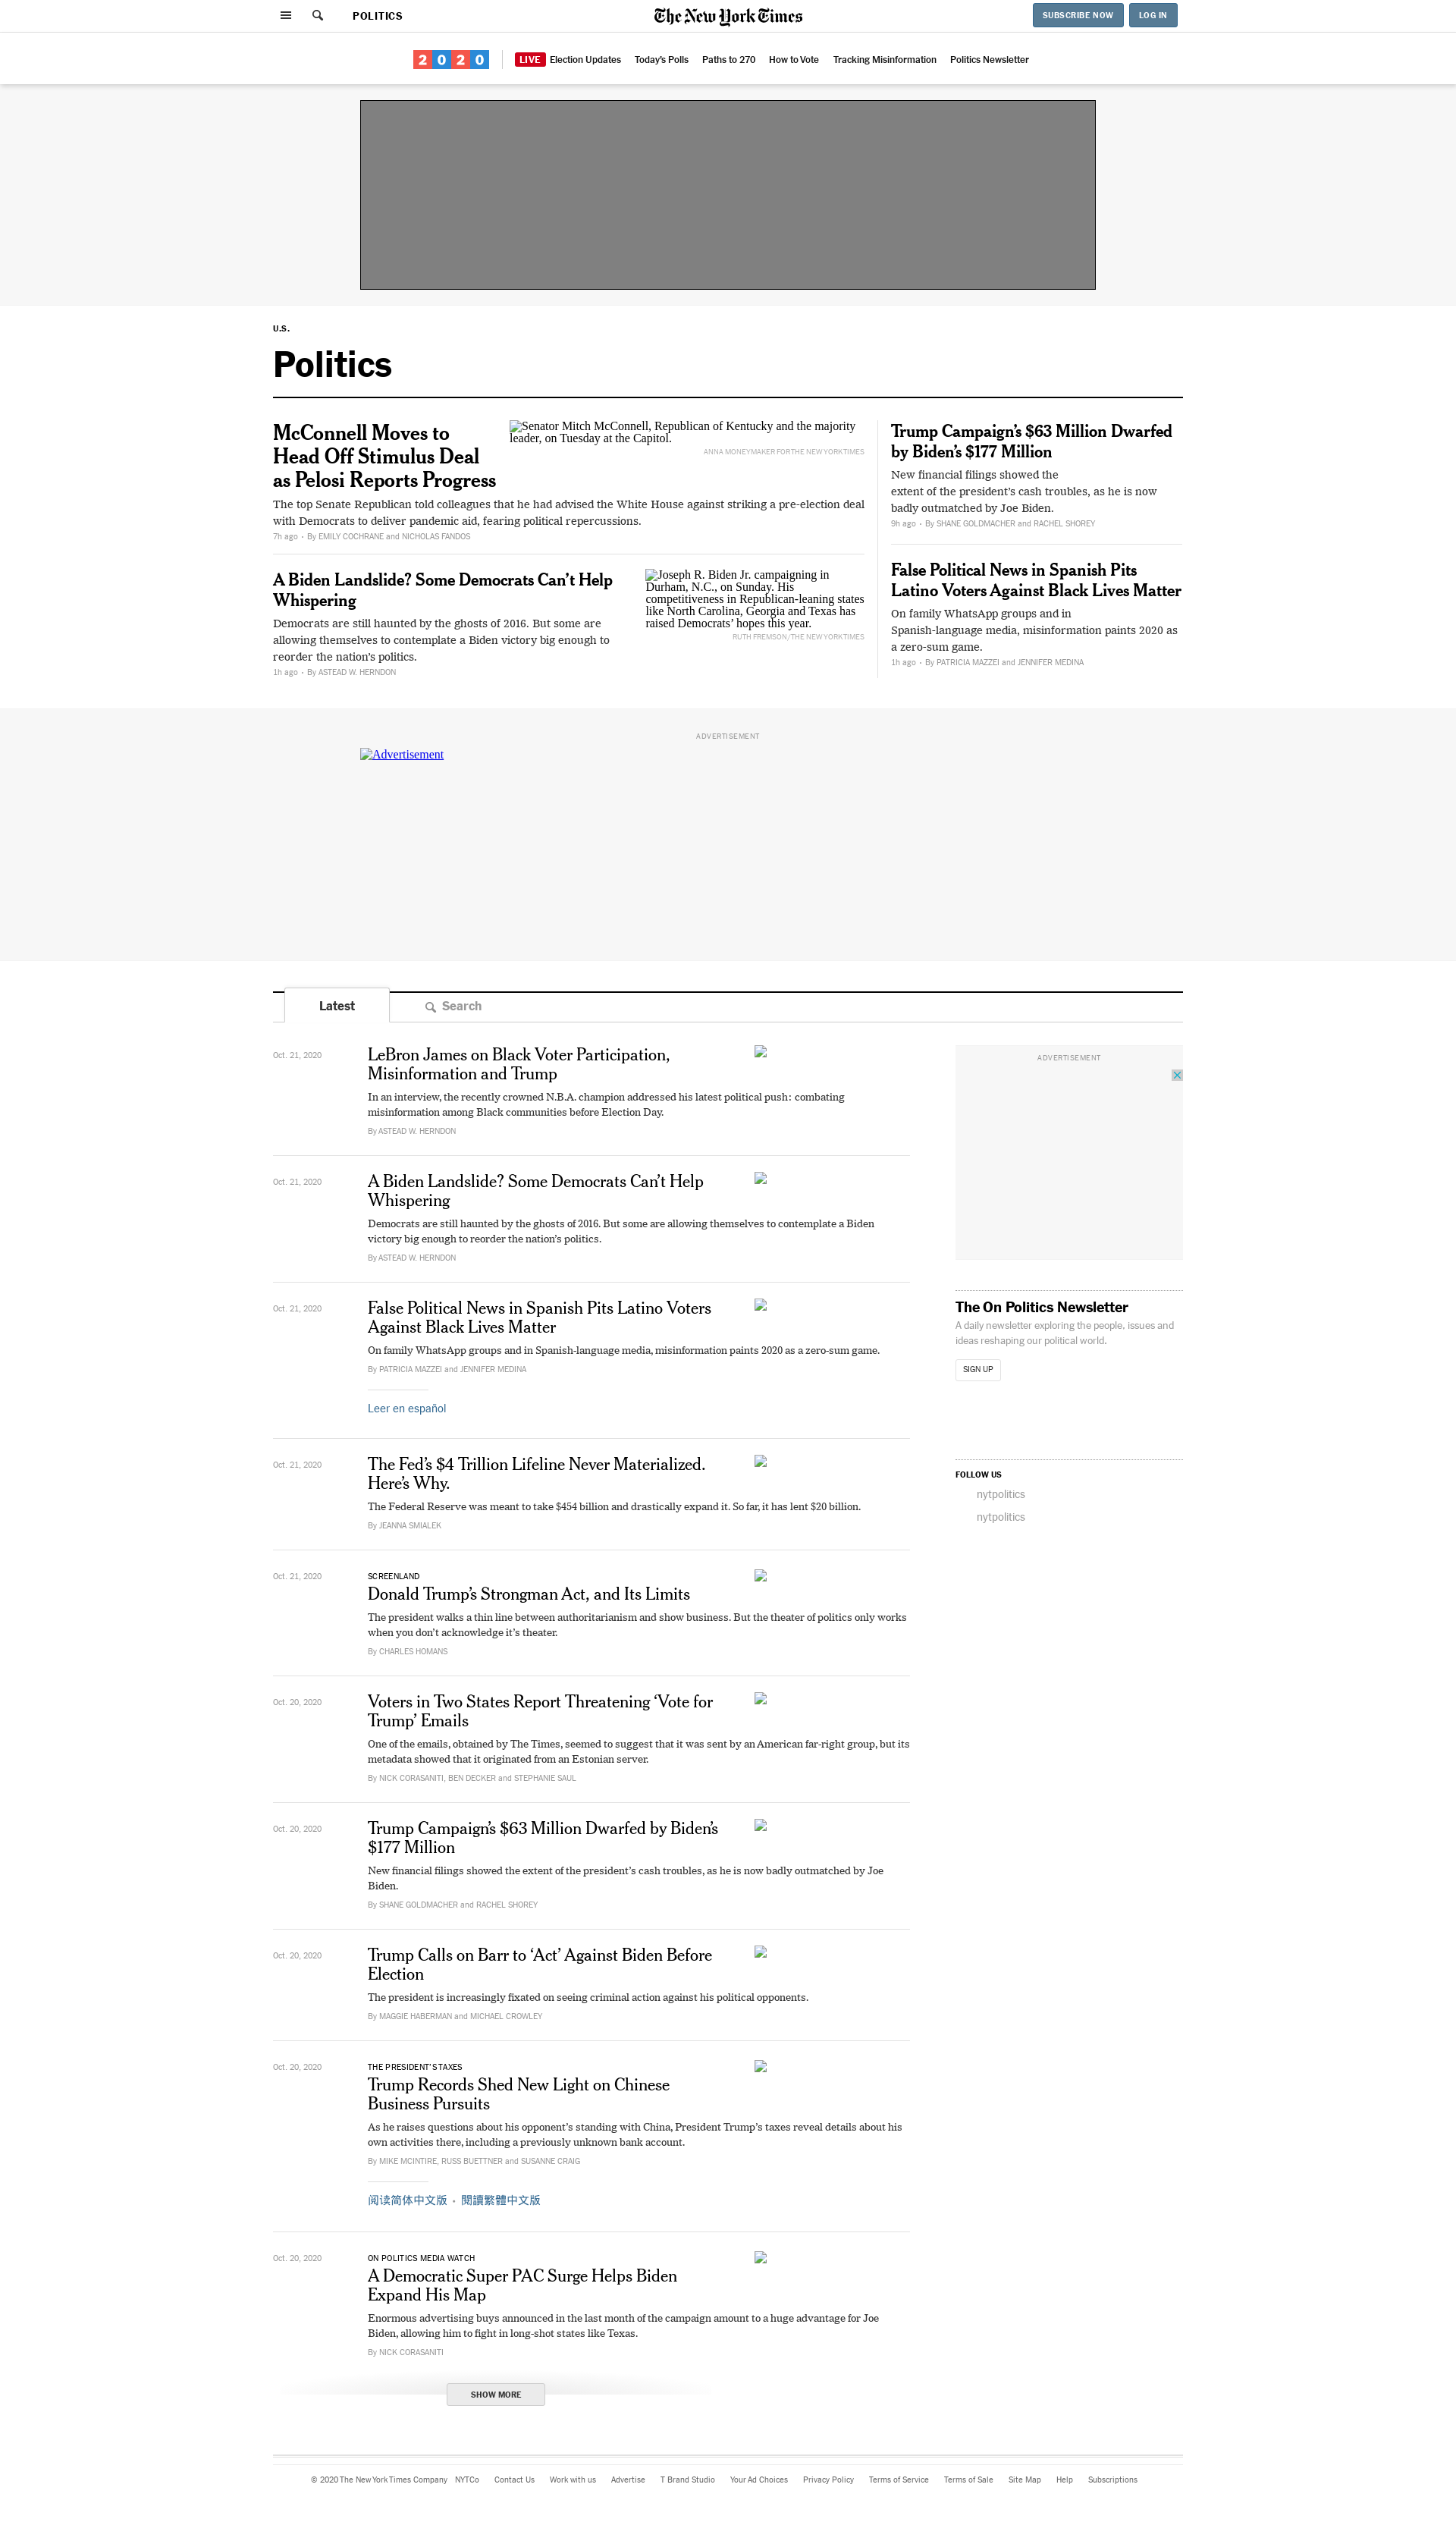 POLITICS
The New York Times
SUBSCRIBE NOW
LOG IN
2020
LIVE Election Updates
Today's Polls
Paths to 270
How to Vote
Tracking Misinformation
Politics Newsletter
U.S.
Politics
McConnell Moves to
Head Off Stimulus Deal
as Pelosi Reports Progress
Senator Mitch McConnell, Republican of Kentucky and the majority
leader, on Tuesday at the Capitol.
ANNA MONEYMAKER FOR THE NEW YORK TIMES
The top Senate Republican told colleagues that he had advised the White House against striking a pre-election deal
with Democrats to deliver pandemic aid, fearing political repercussions.
7h ago • By EMILY COCHRANE and NICHOLAS FANDOS
A Biden Landslide? Some Democrats Can’t Help
Whispering
Democrats are still haunted by the ghosts of 2016. But some are
allowing themselves to contemplate a Biden victory big enough to
reorder the nation’s politics.
1h ago • By ASTEAD W. HERNDON
Joseph R. Biden Jr. campaigning in
Durham, N.C., on Sunday. His
competitiveness in Republican-leaning states
like North Carolina, Georgia and Texas has
raised Democrats’ hopes this year.
RUTH FREMSON/THE NEW YORK TIMES
Trump Campaign’s $63 Million Dwarfed
by Biden’s $177 Million
New financial filings showed the
extent of the president’s cash troubles, as he is now
badly outmatched by Joe Biden.
9h ago • By SHANE GOLDMACHER and RACHEL SHOREY
False Political News in Spanish Pits
Latino Voters Against Black Lives Matter
On family WhatsApp groups and in
Spanish-language media, misinformation paints 2020 as
a zero-sum game.
1h ago • By PATRICIA MAZZEI and JENNIFER MEDINA
ADVERTISEMENT
Advertisement
Latest
Search
Oct. 21, 2020
LeBron James on Black Voter Participation,
Misinformation and Trump
In an interview, the recently crowned N.B.A. champion addressed his latest political push: combating
misinformation among Black communities before Election Day.
By ASTEAD W. HERNDON
Oct. 21, 2020
A Biden Landslide? Some Democrats Can’t Help
Whispering
Democrats are still haunted by the ghosts of 2016. But some are allowing themselves to contemplate a Biden
victory big enough to reorder the nation’s politics.
By ASTEAD W. HERNDON
Oct. 21, 2020
False Political News in Spanish Pits Latino Voters
Against Black Lives Matter
On family WhatsApp groups and in Spanish-language media, misinformation paints 2020 as a zero-sum game.
By PATRICIA MAZZEI and JENNIFER MEDINA
Leer en español
Oct. 21, 2020
The Fed’s $4 Trillion Lifeline Never Materialized.
Here’s Why.
The Federal Reserve was meant to take $454 billion and drastically expand it. So far, it has lent $20 billion.
By JEANNA SMIALEK
Oct. 21, 2020
SCREENLAND
Donald Trump’s Strongman Act, and Its Limits
The president walks a thin line between authoritarianism and show business. But the theater of politics only works
when you don’t acknowledge it’s theater.
By CHARLES HOMANS
Oct. 20, 2020
Voters in Two States Report Threatening ‘Vote for
Trump’ Emails
One of the emails, obtained by The Times, seemed to suggest that it was sent by an American far-right group, but its
metadata showed that it originated from an Estonian server.
By NICK CORASANITI, BEN DECKER and STEPHANIE SAUL
Oct. 20, 2020
Trump Campaign’s $63 Million Dwarfed by Biden’s
$177 Million
New financial filings showed the extent of the president’s cash troubles, as he is now badly outmatched by Joe
Biden.
By SHANE GOLDMACHER and RACHEL SHOREY
Oct. 20, 2020
Trump Calls on Barr to ‘Act’ Against Biden Before
Election
The president is increasingly fixated on seeing criminal action against his political opponents.
By MAGGIE HABERMAN and MICHAEL CROWLEY
Oct. 20, 2020
THE PRESIDENT'S TAXES
Trump Records Shed New Light on Chinese
Business Pursuits
As he raises questions about his opponent’s standing with China, President Trump’s taxes reveal details about his
own activities there, including a previously unknown bank account.
By MIKE MCINTIRE, RUSS BUETTNER and SUSANNE CRAIG
阅读简体中文版 • 閱讀繁體中文版
Oct. 20, 2020
ON POLITICS MEDIA WATCH
A Democratic Super PAC Surge Helps Biden
Expand His Map
Enormous advertising buys announced in the last month of the campaign amount to a huge advantage for Joe
Biden, allowing him to fight in long-shot states like Texas.
By NICK CORASANITI
SHOW MORE
ADVERTISEMENT
The On Politics Newsletter
A daily newsletter exploring the people, issues and
ideas reshaping our political world.
SIGN UP
FOLLOW US
nytpolitics
nytpolitics
© 2020 The New York Times Company
NYTCo
Contact Us
Work with us
Advertise
T Brand Studio
Your Ad Choices
Privacy Policy
Terms of Service
Terms of Sale
Site Map
Help
Subscriptions